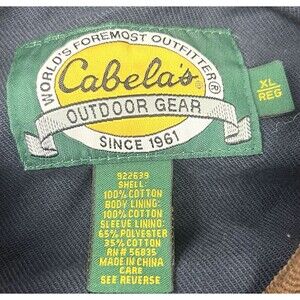 WORLD'S FOREMOST OUTFITTER®
Cabela's®
OUTDOOR GEAR
SINCE 1961
XL
REG
922639
SHELL:
100% COTTON
BODY LINING:
100% COTTON
SLEEVE LINING:
65% POLYESTER
35% COTTON
RN# 56835
MADE IN CHINA
CARE
SEE REVERSE